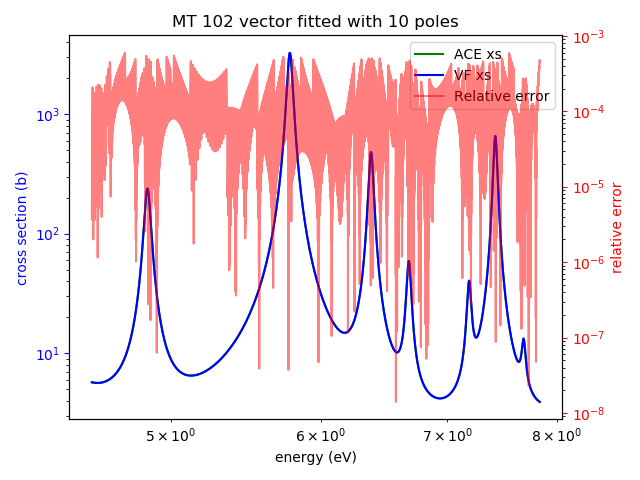 MT 102 vector fitted with 10 poles
ACE xs
VF xs
Relative error
cross section (b)
10³
10²
10¹
relative error
10⁻³
10⁻⁴
10⁻⁵
10⁻⁶
10⁻⁷
10⁻⁸
5 × 10⁰ 6 × 10⁰ 7 × 10⁰ 8 × 10⁰
energy (eV)